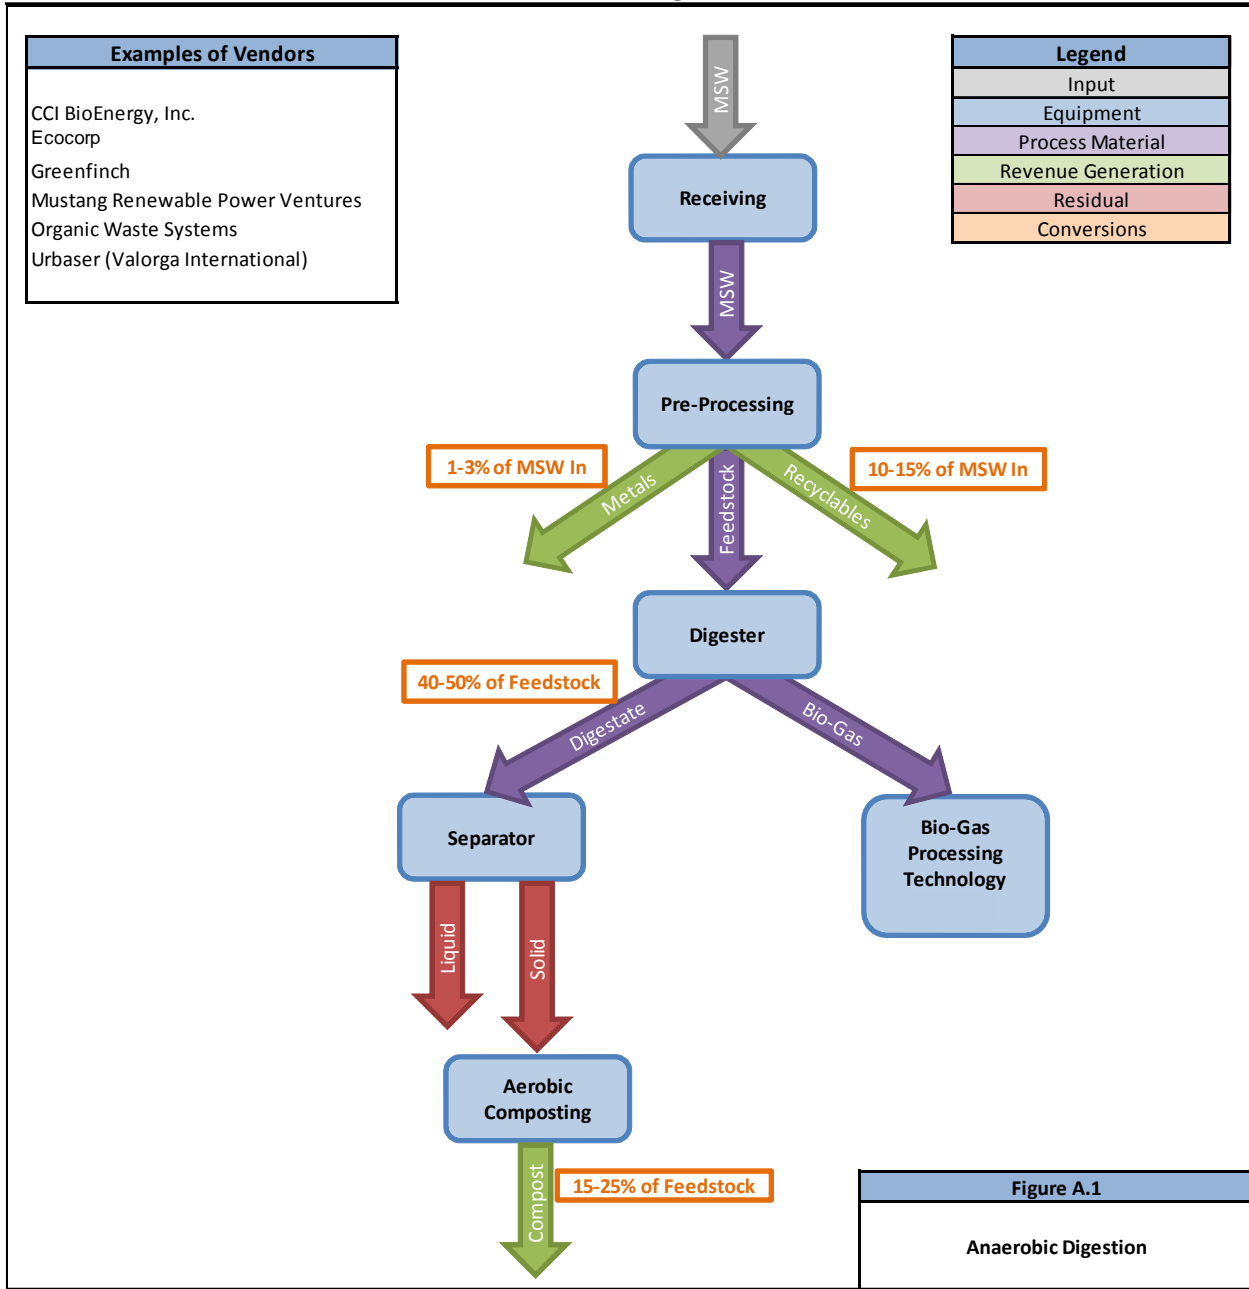 Examples of Vendors
CCI BioEnergy, Inc.
Ecocorp
Greenfinch
Mustang Renewable Power Ventures
Organic Waste Systems
Urbaser (Valorga International)
Legend
Input
Equipment
Process Material
Revenue Generation
Residual
Conversions
MSW
Receiving
MSW
Pre-Processing
1-3% of MSW In
10-15% of MSW In
Metals
Feedstock
Recyclables
Digester
40-50% of Feedstock
Digestate
Bio-Gas
Separator
Bio-Gas
Processing
Technology
Liquid
Solid
Aerobic
Composting
Compost
15-25% of Feedstock
Figure A.1
Anaerobic Digestion